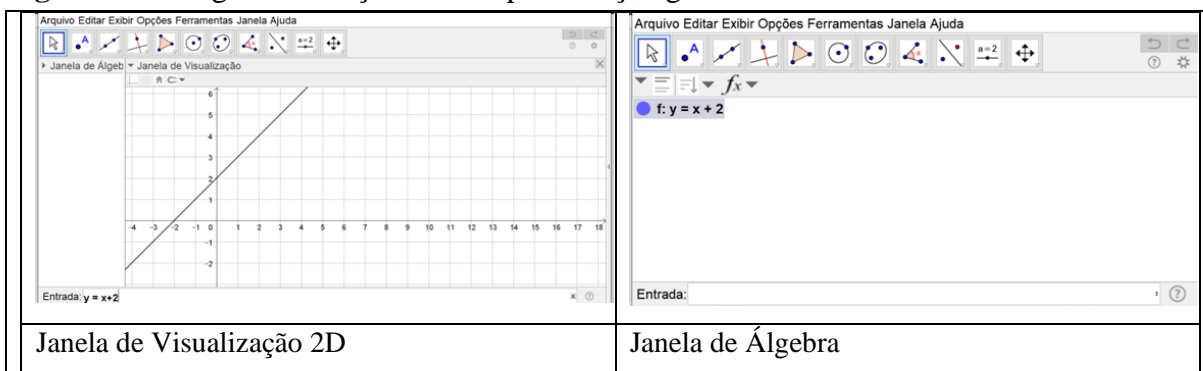 Arquivo Editar Exibir Opções Ferramentas Janela Ajuda
A
a=2
Janela de Álgeb Janela de Visualização
6
5
4
3
2
1
-4 -3 -2 -1 0 1 2 3 4 5 6 7 8 9 10 11 12 13 14 15 16 17 18
-1
-2
Entrada: y = x+2
Janela de Visualização 2D
Arquivo Editar Exibir Opções Ferramentas Janela Ajuda
A
a=2
fx
f: y = x + 2
Entrada:
Janela de Álgebra